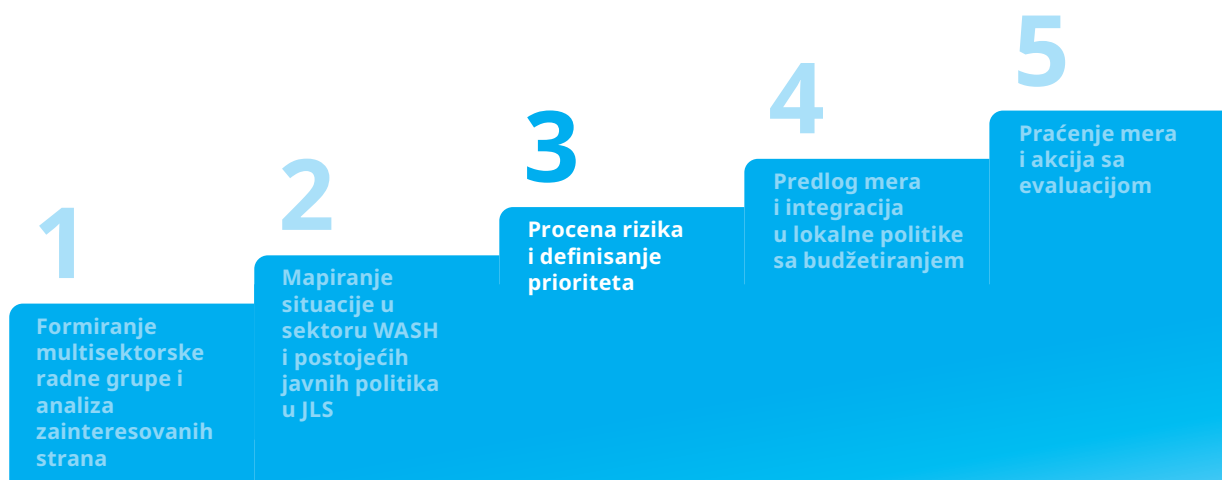 1
Formiranje
multisektorske
radne grupe i
analiza
zainteresovanih
strana
2
Mapiranje
situacije u
sektoru WASH
i postojećih
javnih politika
u JLS
3
Procena rizika
i definisanje
prioriteta
4
Predlog mera
i integracija
u lokalne politike
sa budžetiranjem
5
Praćenje mera
i akcija sa
evaluacijom